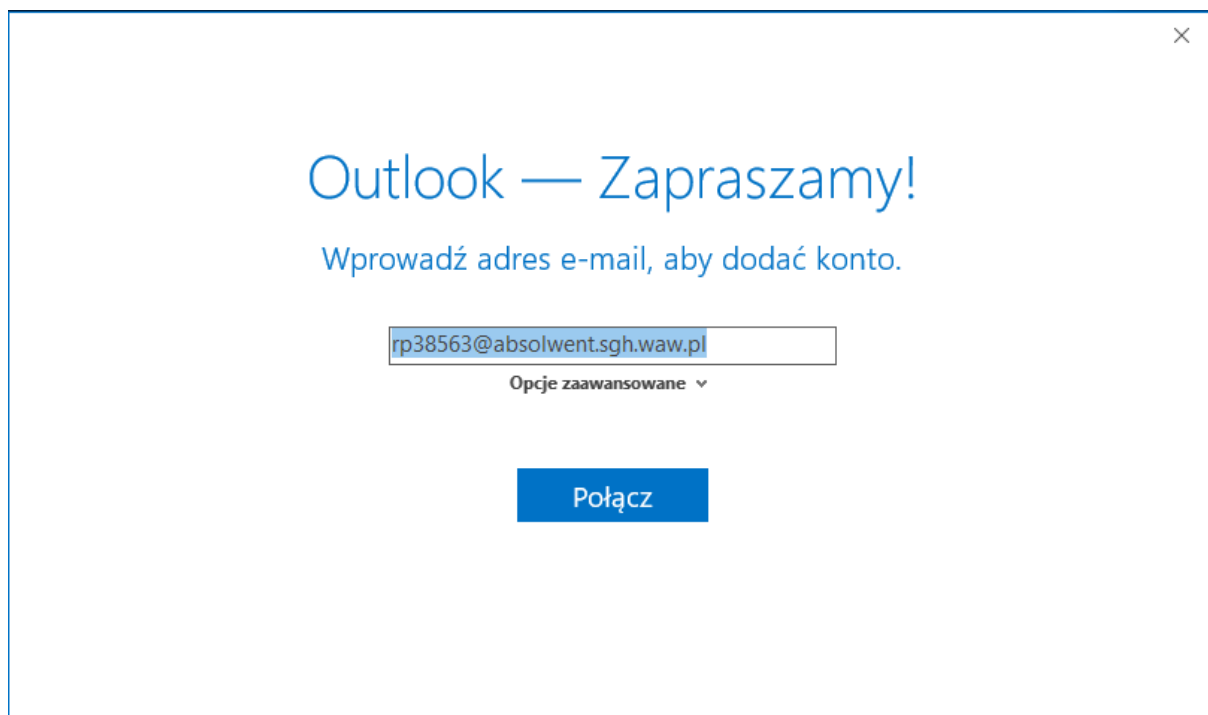 Outlook — Zapraszamy!
Wprowadź adres e-mail, aby dodać konto.
rp38563@absolwent.sgh.waw.pl
Opcje zaawansowane
Połącz